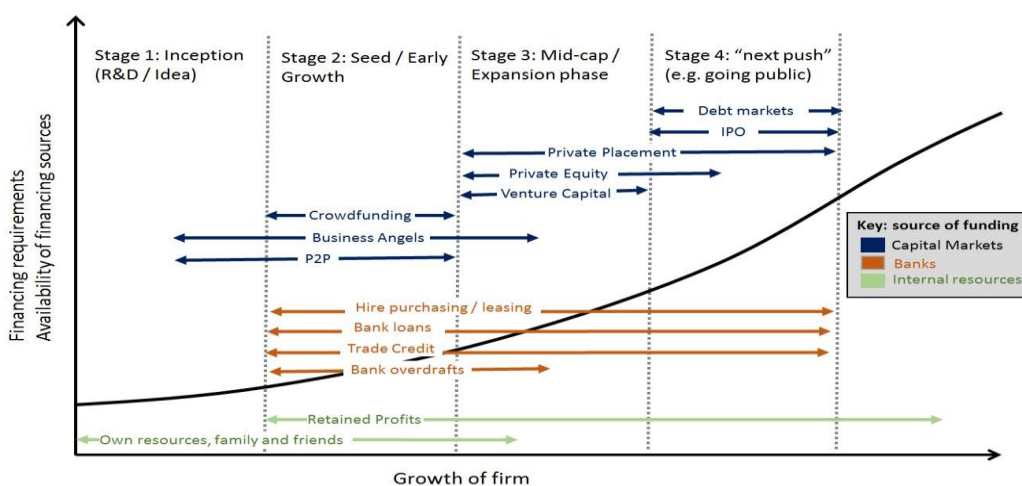 Stage 1: Inception
(R&D / Idea)
Stage 2: Seed / Early
Growth
Stage 3: Mid-cap /
Expansion phase
Stage 4: “next push”
(e.g. going public)
Debt markets
IPO
Private Placement
Private Equity
Venture Capital
Crowdfunding
Business Angels
P2P
Key: source of funding
Capital Markets
Banks
Internal resources
Hire purchasing / leasing
Bank loans
Trade Credit
Bank overdrafts
Retained Profits
Own resources, family and friends
Financing requirements
Availability of financing sources
Growth of firm